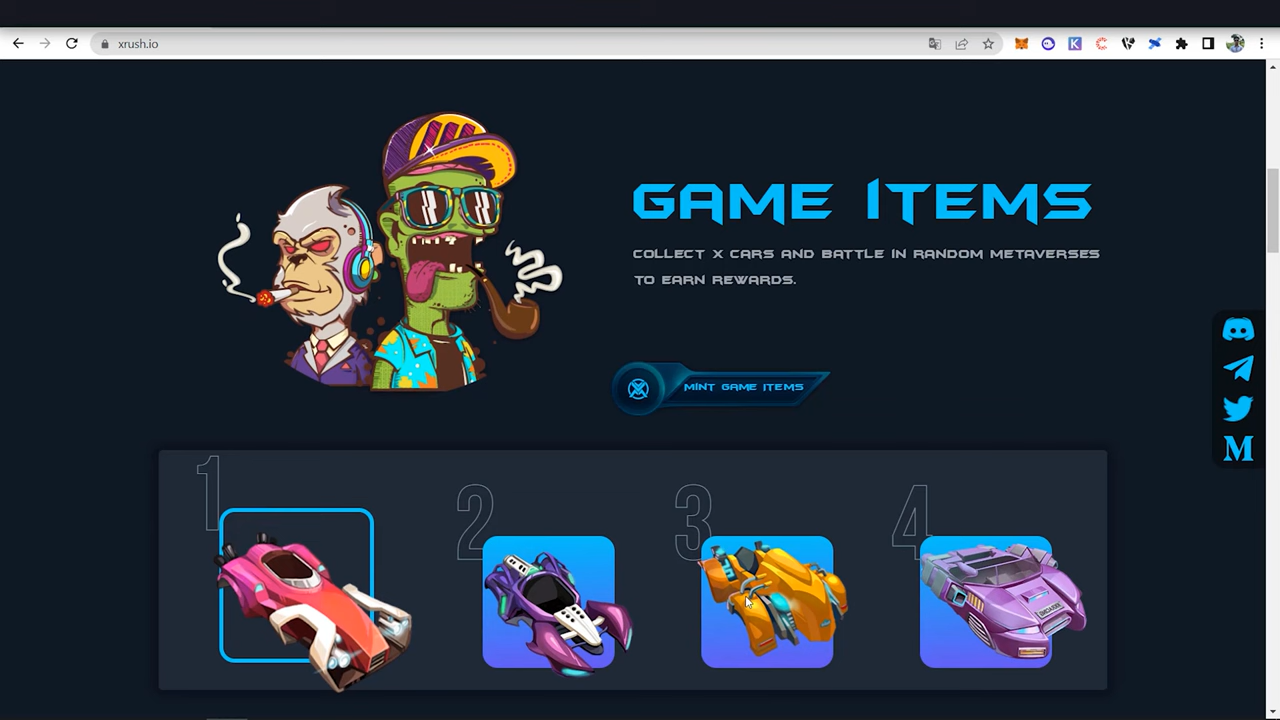 xrush.io
GAME ITEMS
COLLECT X CARS AND BATTLE IN RANDOM METAVERSES
TO EARN REWARDS.
MINT GAME ITEMS
1
2
3
4